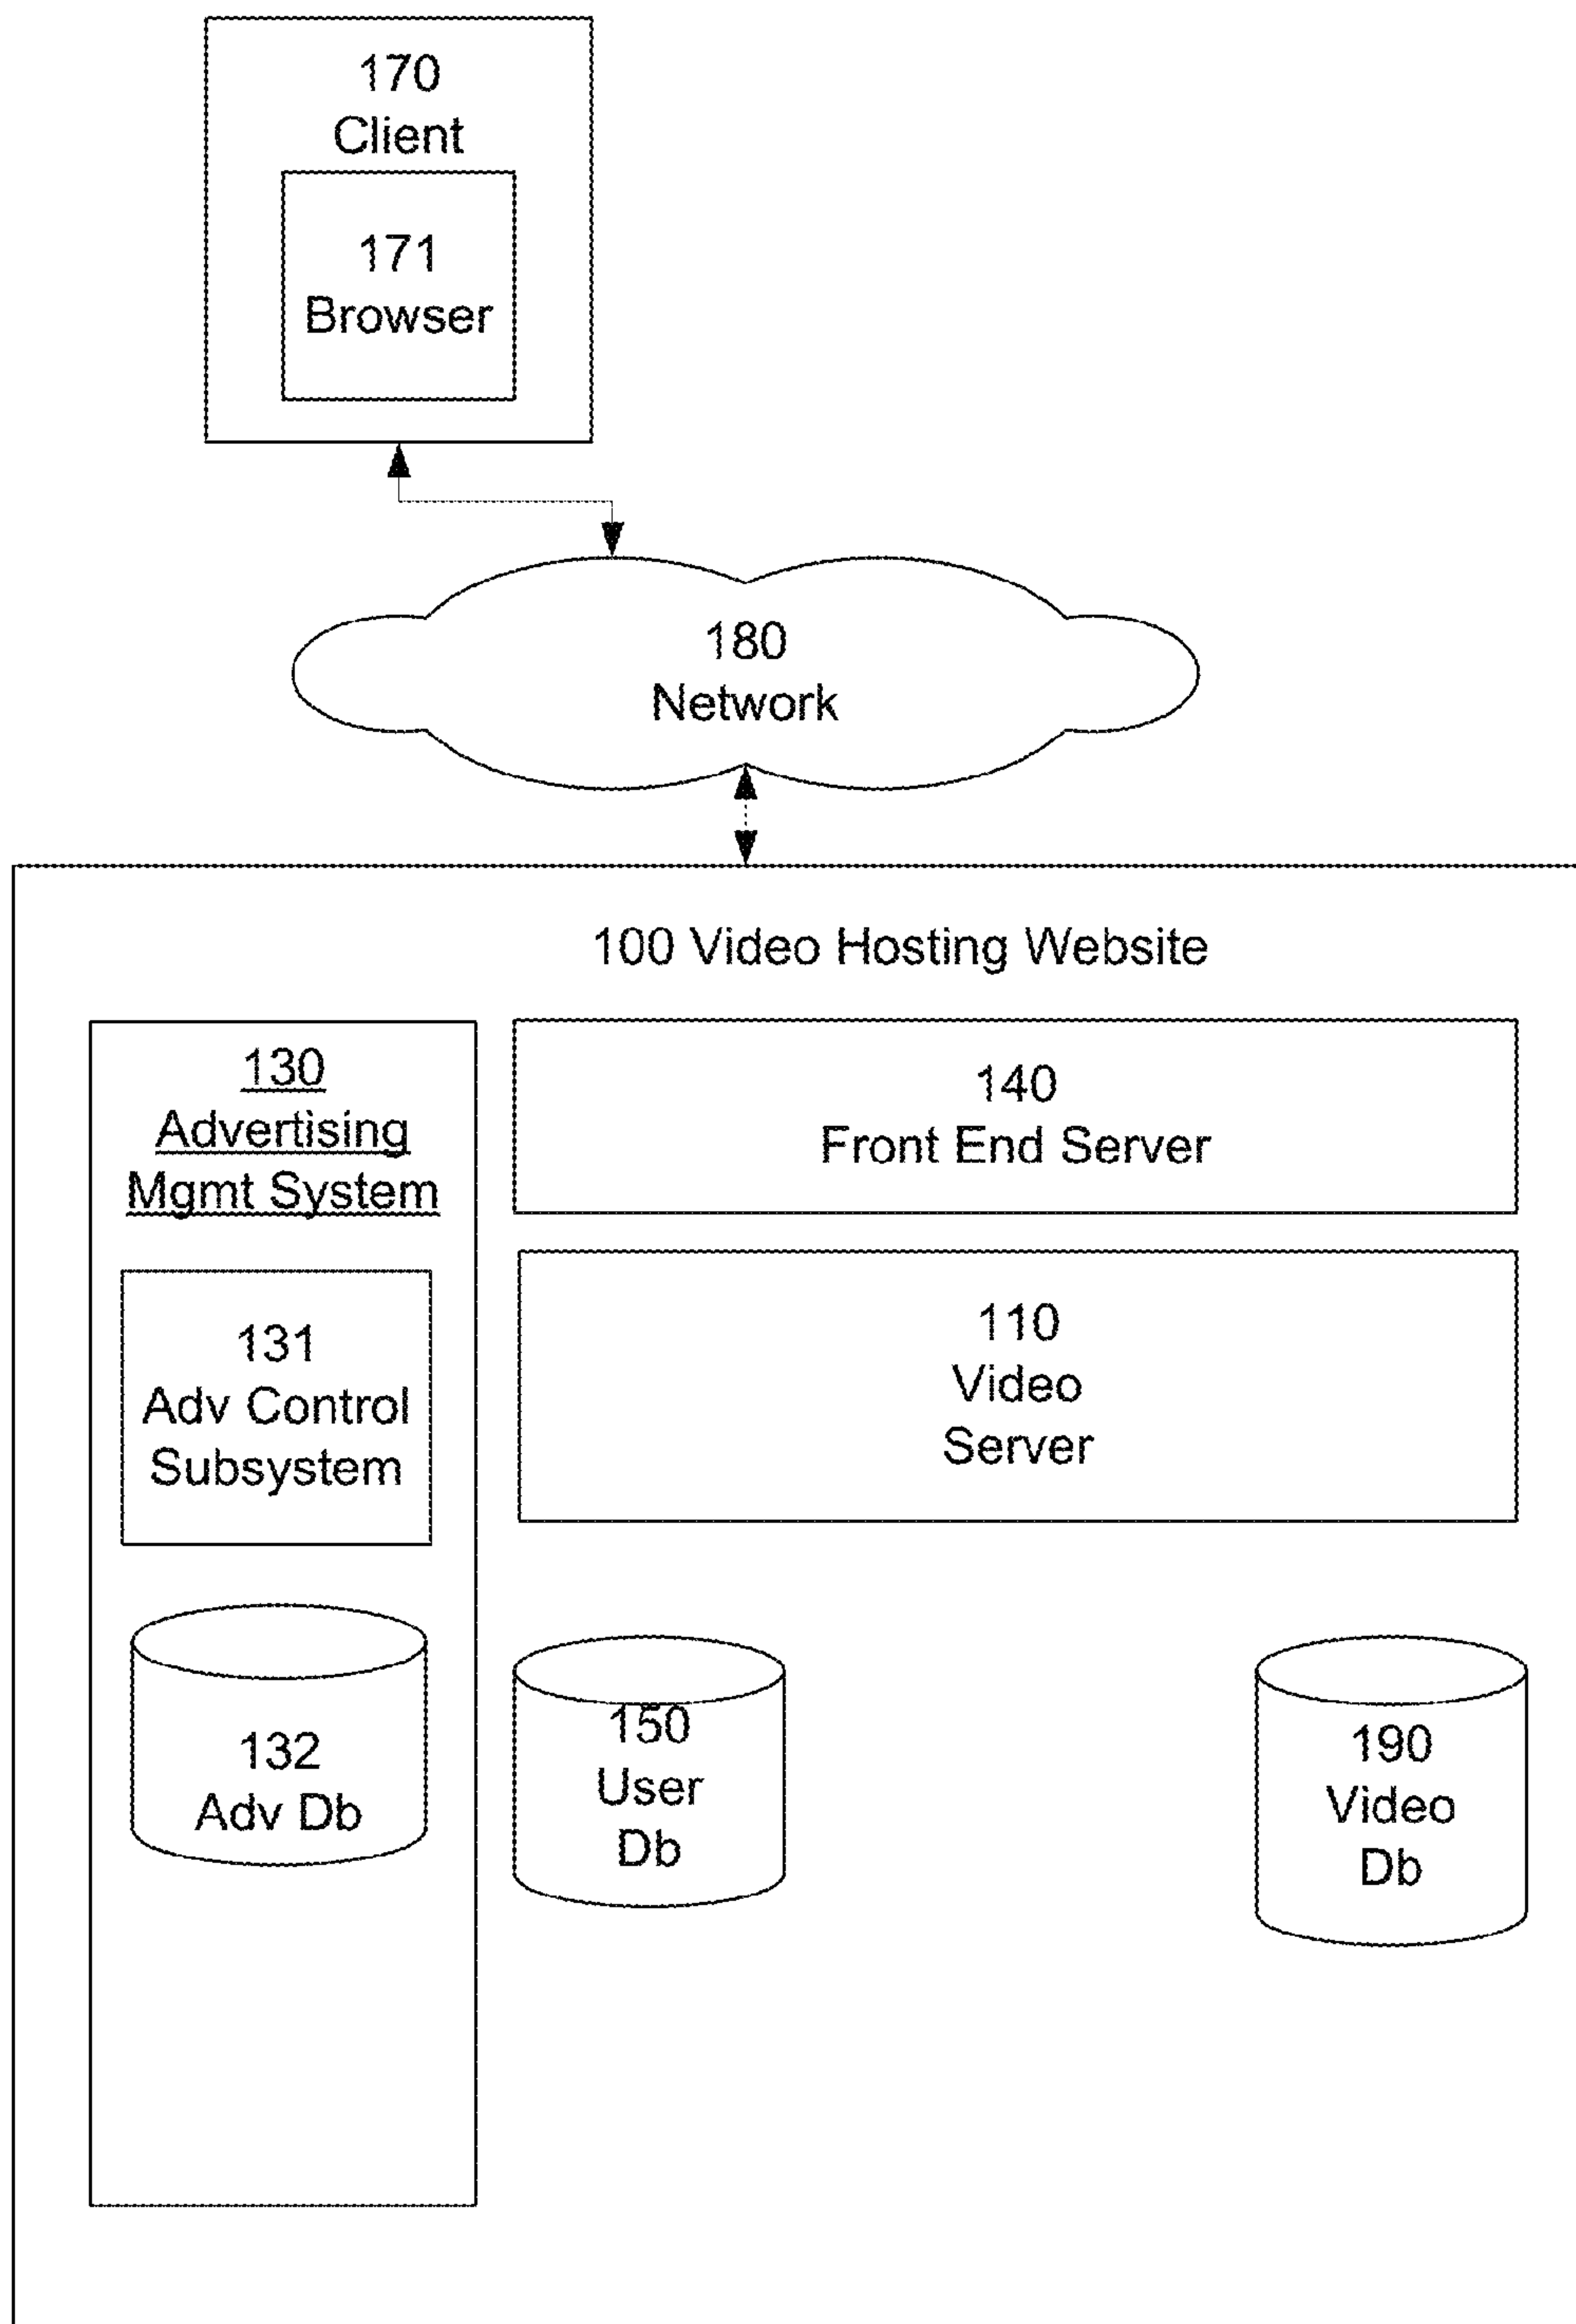 170
Client
171
Browser
180
Network
100 Video Hosting Website
130
Advertising
Mgmt System
131
Adv Control
Subsystem
132
Adv Db
140
Front End Server
110
Video
Server
150
User
Db
190
Video
Db